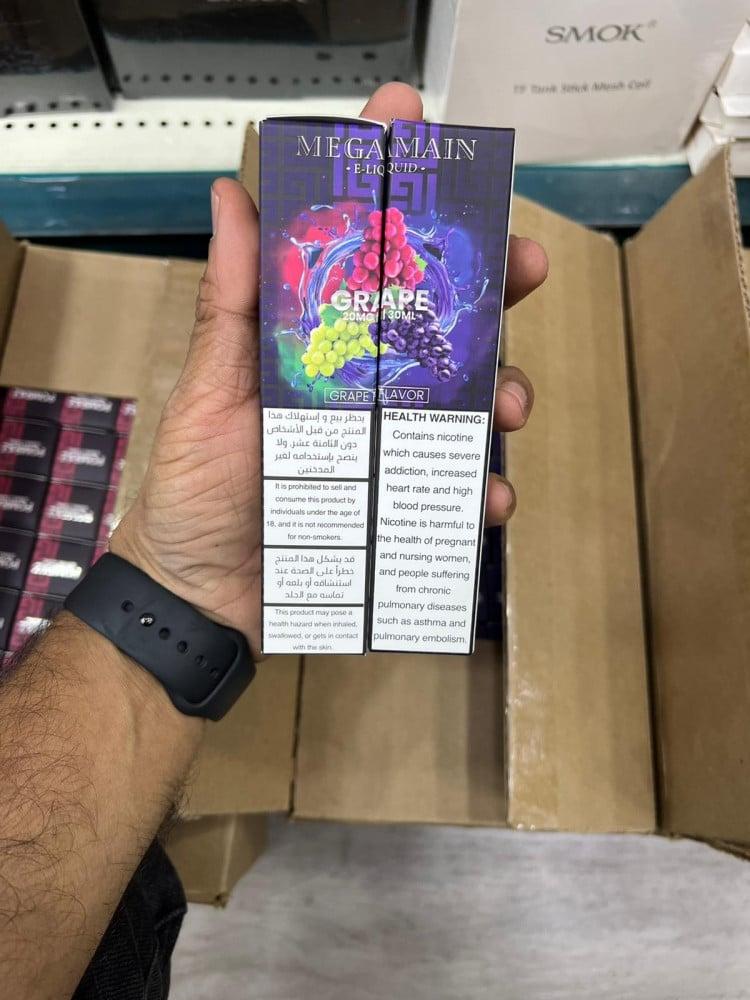 SMOK
TF Tank Stick Mesh Coil
MEGA MAIN
- E-LIQUID -
GRAPE
20MG 30ML
GRAPE FLAVOR
يحظر بيع و إستهلاك هذا
المنتج من قبل الأشخاص
دون الثامنة عشر. ولا
ينصح بإستخدامه لغير
المدخنين
It is prohibited to sell and
consume this product by
individuals under the age of
18, and it is not recommended
for non-smokers.
قد يشكل هذا المنتج
خطراً على الصحة عند
استنشاقه أو بلعه أو
تماسه مع الجلد
This product may pose a
health hazard when inhaled,
swallowed, or gets in contact
with the skin.
HEALTH WARNING:
Contains nicotine
which causes severe
addiction, increased
heart rate and high
blood pressure.
Nicotine is harmful to
the health of pregnant
and nursing women,
and people suffering
from chronic
pulmonary diseases
such as asthma and
pulmonary embolism.